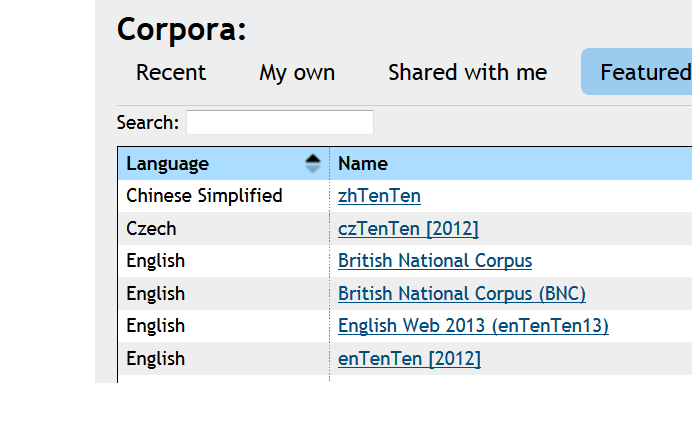 Corpora:
Recent My own Shared with me Featured
Search:
Language Name
Chinese Simplified zhTenTen
Czech czTenTen [2012]
English British National Corpus
English British National Corpus (BNC)
English English Web 2013 (enTenTen13)
English enTenTen [2012]